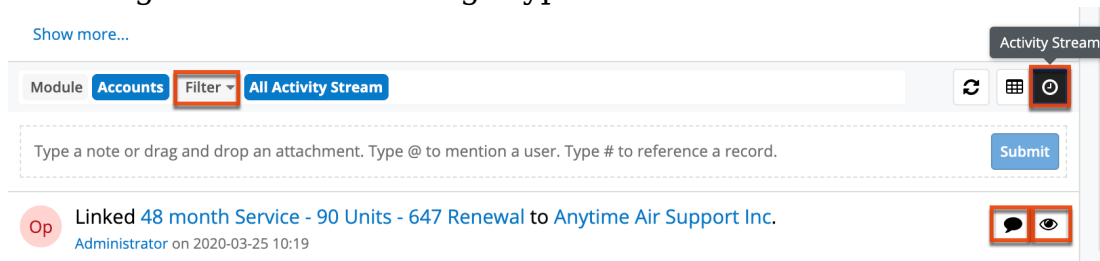 Show more...
Activity Stream
Module Accounts Filter All Activity Stream
Type a note or drag and drop an attachment. Type @ to mention a user. Type # to reference a record. Submit
Op Linked 48 month Service - 90 Units - 647 Renewal to Anytime Air Support Inc.
Administrator on 2020-03-25 10:19